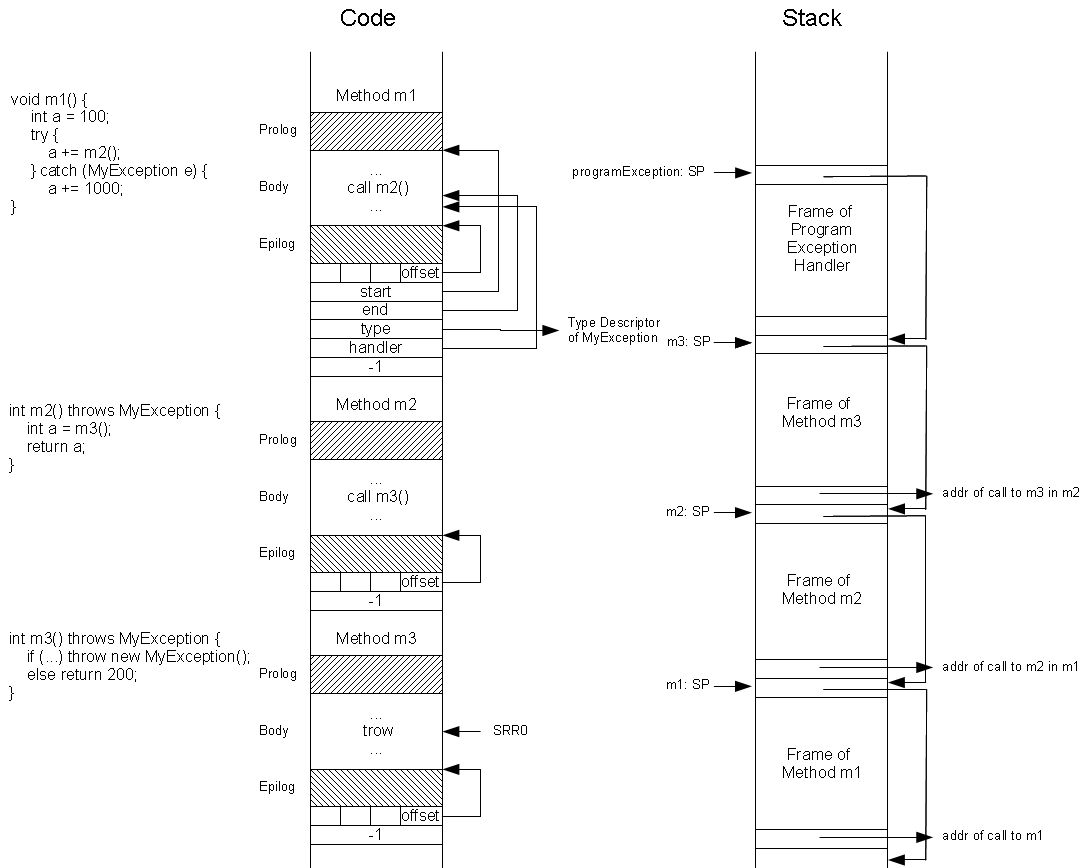 Code
Stack
void m1() {
int a = 100;
try {
a += m2();
} catch (MyException e) {
a += 1000;
}
Method m1
Prolog
...
Body
call m2()
...
Epilog
offset
start
end
type
handler
-1
Type Descriptor
of MyException
int m2() throws MyException {
int a = m3();
return a;
}
Method m2
Prolog
...
Body
call m3()
...
Epilog
offset
-1
int m3() throws MyException {
if (...) throw new MyException();
else return 200;
}
Method m3
Prolog
...
Body
trow
...
SRR0
Epilog
offset
-1
programException: SP
Frame of
Program
Exception
Handler
m3: SP
Frame of
Method m3
addr of call to m3 in m2
m2: SP
Frame of
Method m2
addr of call to m2 in m1
m1: SP
Frame of
Method m1
addr of call to m1